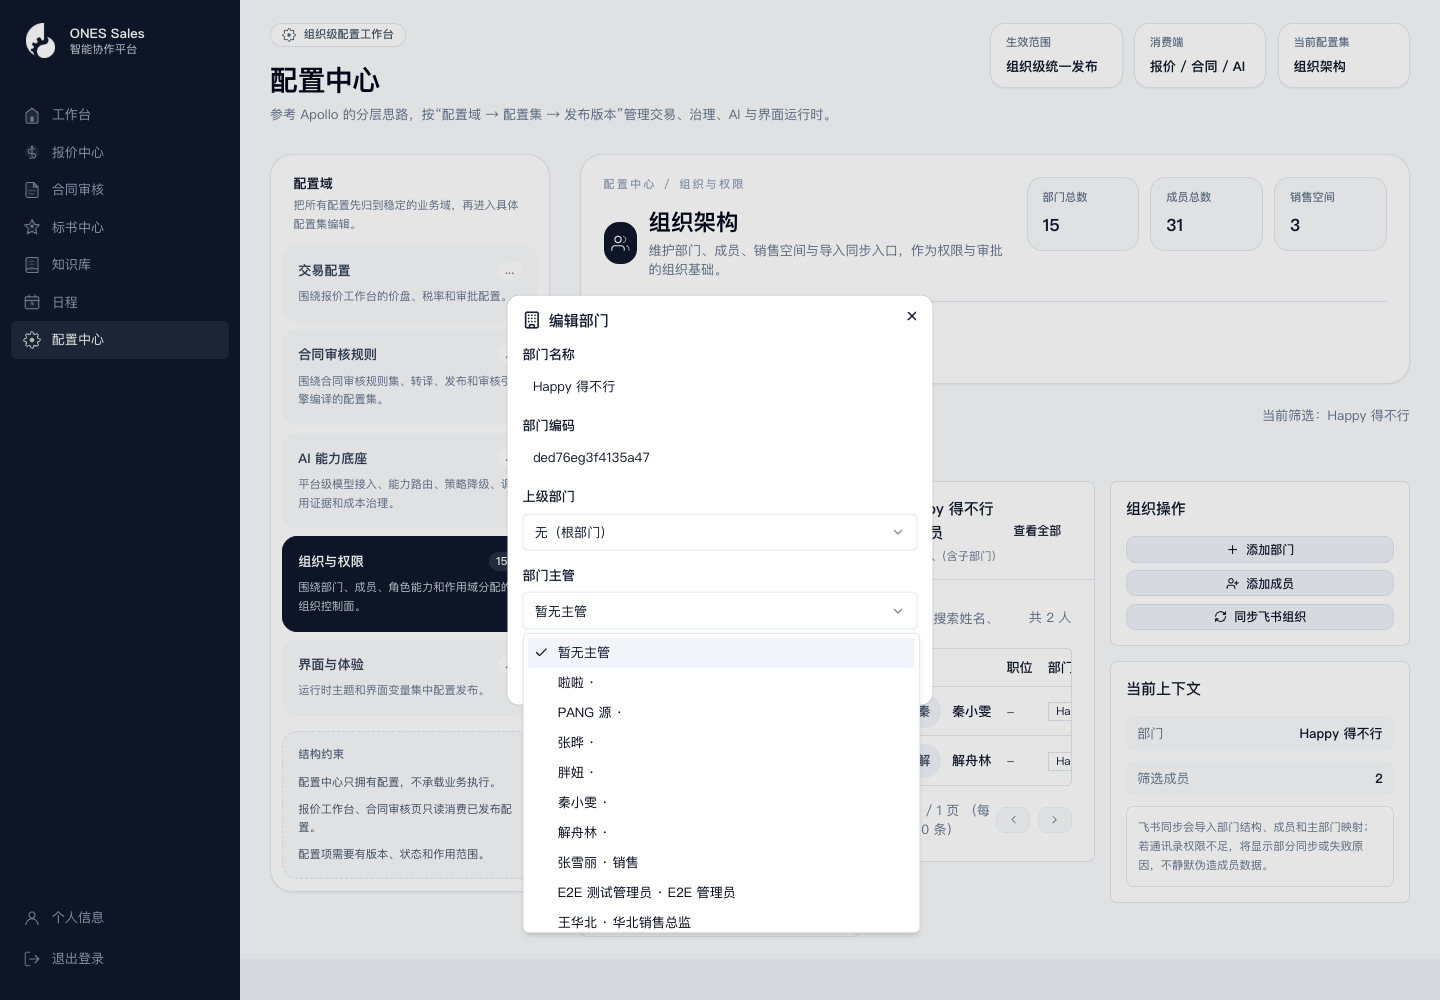 ONES Sales
智能协作平台
工作台
报价中心
合同审核
标书中心
知识库
日程
配置中心
个人信息
退出登录
组织级配置工作台
配置中心
参考 Apollo 的分层思路，按“配置域 → 配置集 → 发布版本”管理交易、治理、AI 与界面运行时。
生效范围
组织级统一发布
消费端
报价 / 合同 / AI
当前配置集
组织架构
配置域
把所有配置先归到稳定的业务域，再进入具体
配置集编辑。
交易配置
...
围绕报价工作台的价盘、税率和审批配置。
合同审核规则
围绕合同审核规则集、转译、发布和审核引
擎编译的配置集。
AI 能力底座
平台级模型接入、能力路由、策略降级、调
用证据和成本治理。
组织与权限
15
围绕部门、成员、角色能力和作用域分配的
组织控制面。
界面与体验
运行时主题和界面变量集中配置发布。
结构约束
配置中心只拥有配置，不承载业务执行。
报价工作台、合同审核页只读消费已发布配
置。
配置项需要有版本、状态和作用范围。
配置中心 / 组织与权限
组织架构
维护部门、成员、销售空间与导入同步入口，作为权限与审批
的组织基础。
部门总数
15
成员总数
31
销售空间
3
当前筛选：Happy 得不行
编辑部门
部门名称
Happy 得不行
部门编码
ded76eg3f4135a47
上级部门
无（根部门）
部门主管
暂无主管
暂无主管
啦啦 ·
PANG 源 ·
张晔 ·
胖妞 ·
秦小雯 ·
解舟林 ·
张雪丽 · 销售
E2E 测试管理员 · E2E 管理员
王华北 · 华北销售总监
py 得不行
员
查看全部
、（含子部门）
搜索姓名、
共 2 人
职位 部门
秦 秦小雯 – Ha
解 解舟林 – Ha
/ 1 页 （每
0 条）
组织操作
添加部门
添加成员
同步飞书组织
当前上下文
部门 Happy 得不行
筛选成员 2
飞书同步会导入部门结构、成员和主部门映射；
若通讯录权限不足，将显示部分同步或失败原
因，不静默伪造成员数据。